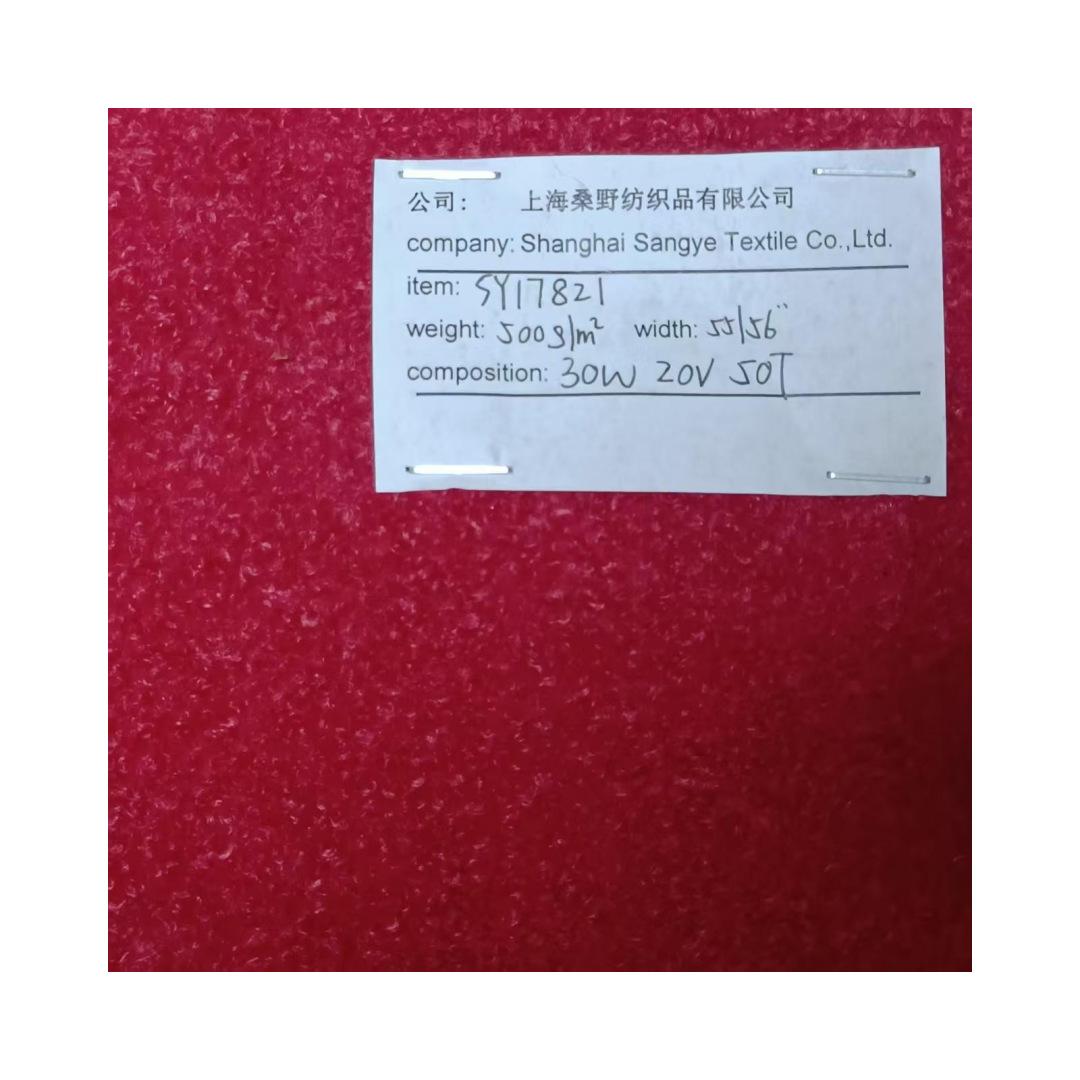 公司: 上海桑野纺织品有限公司
company: Shanghai Sangye Textile Co.,Ltd.
item: SY17821
weight: 500g/m² width: 55/56"
composition: 30W 20V 50T